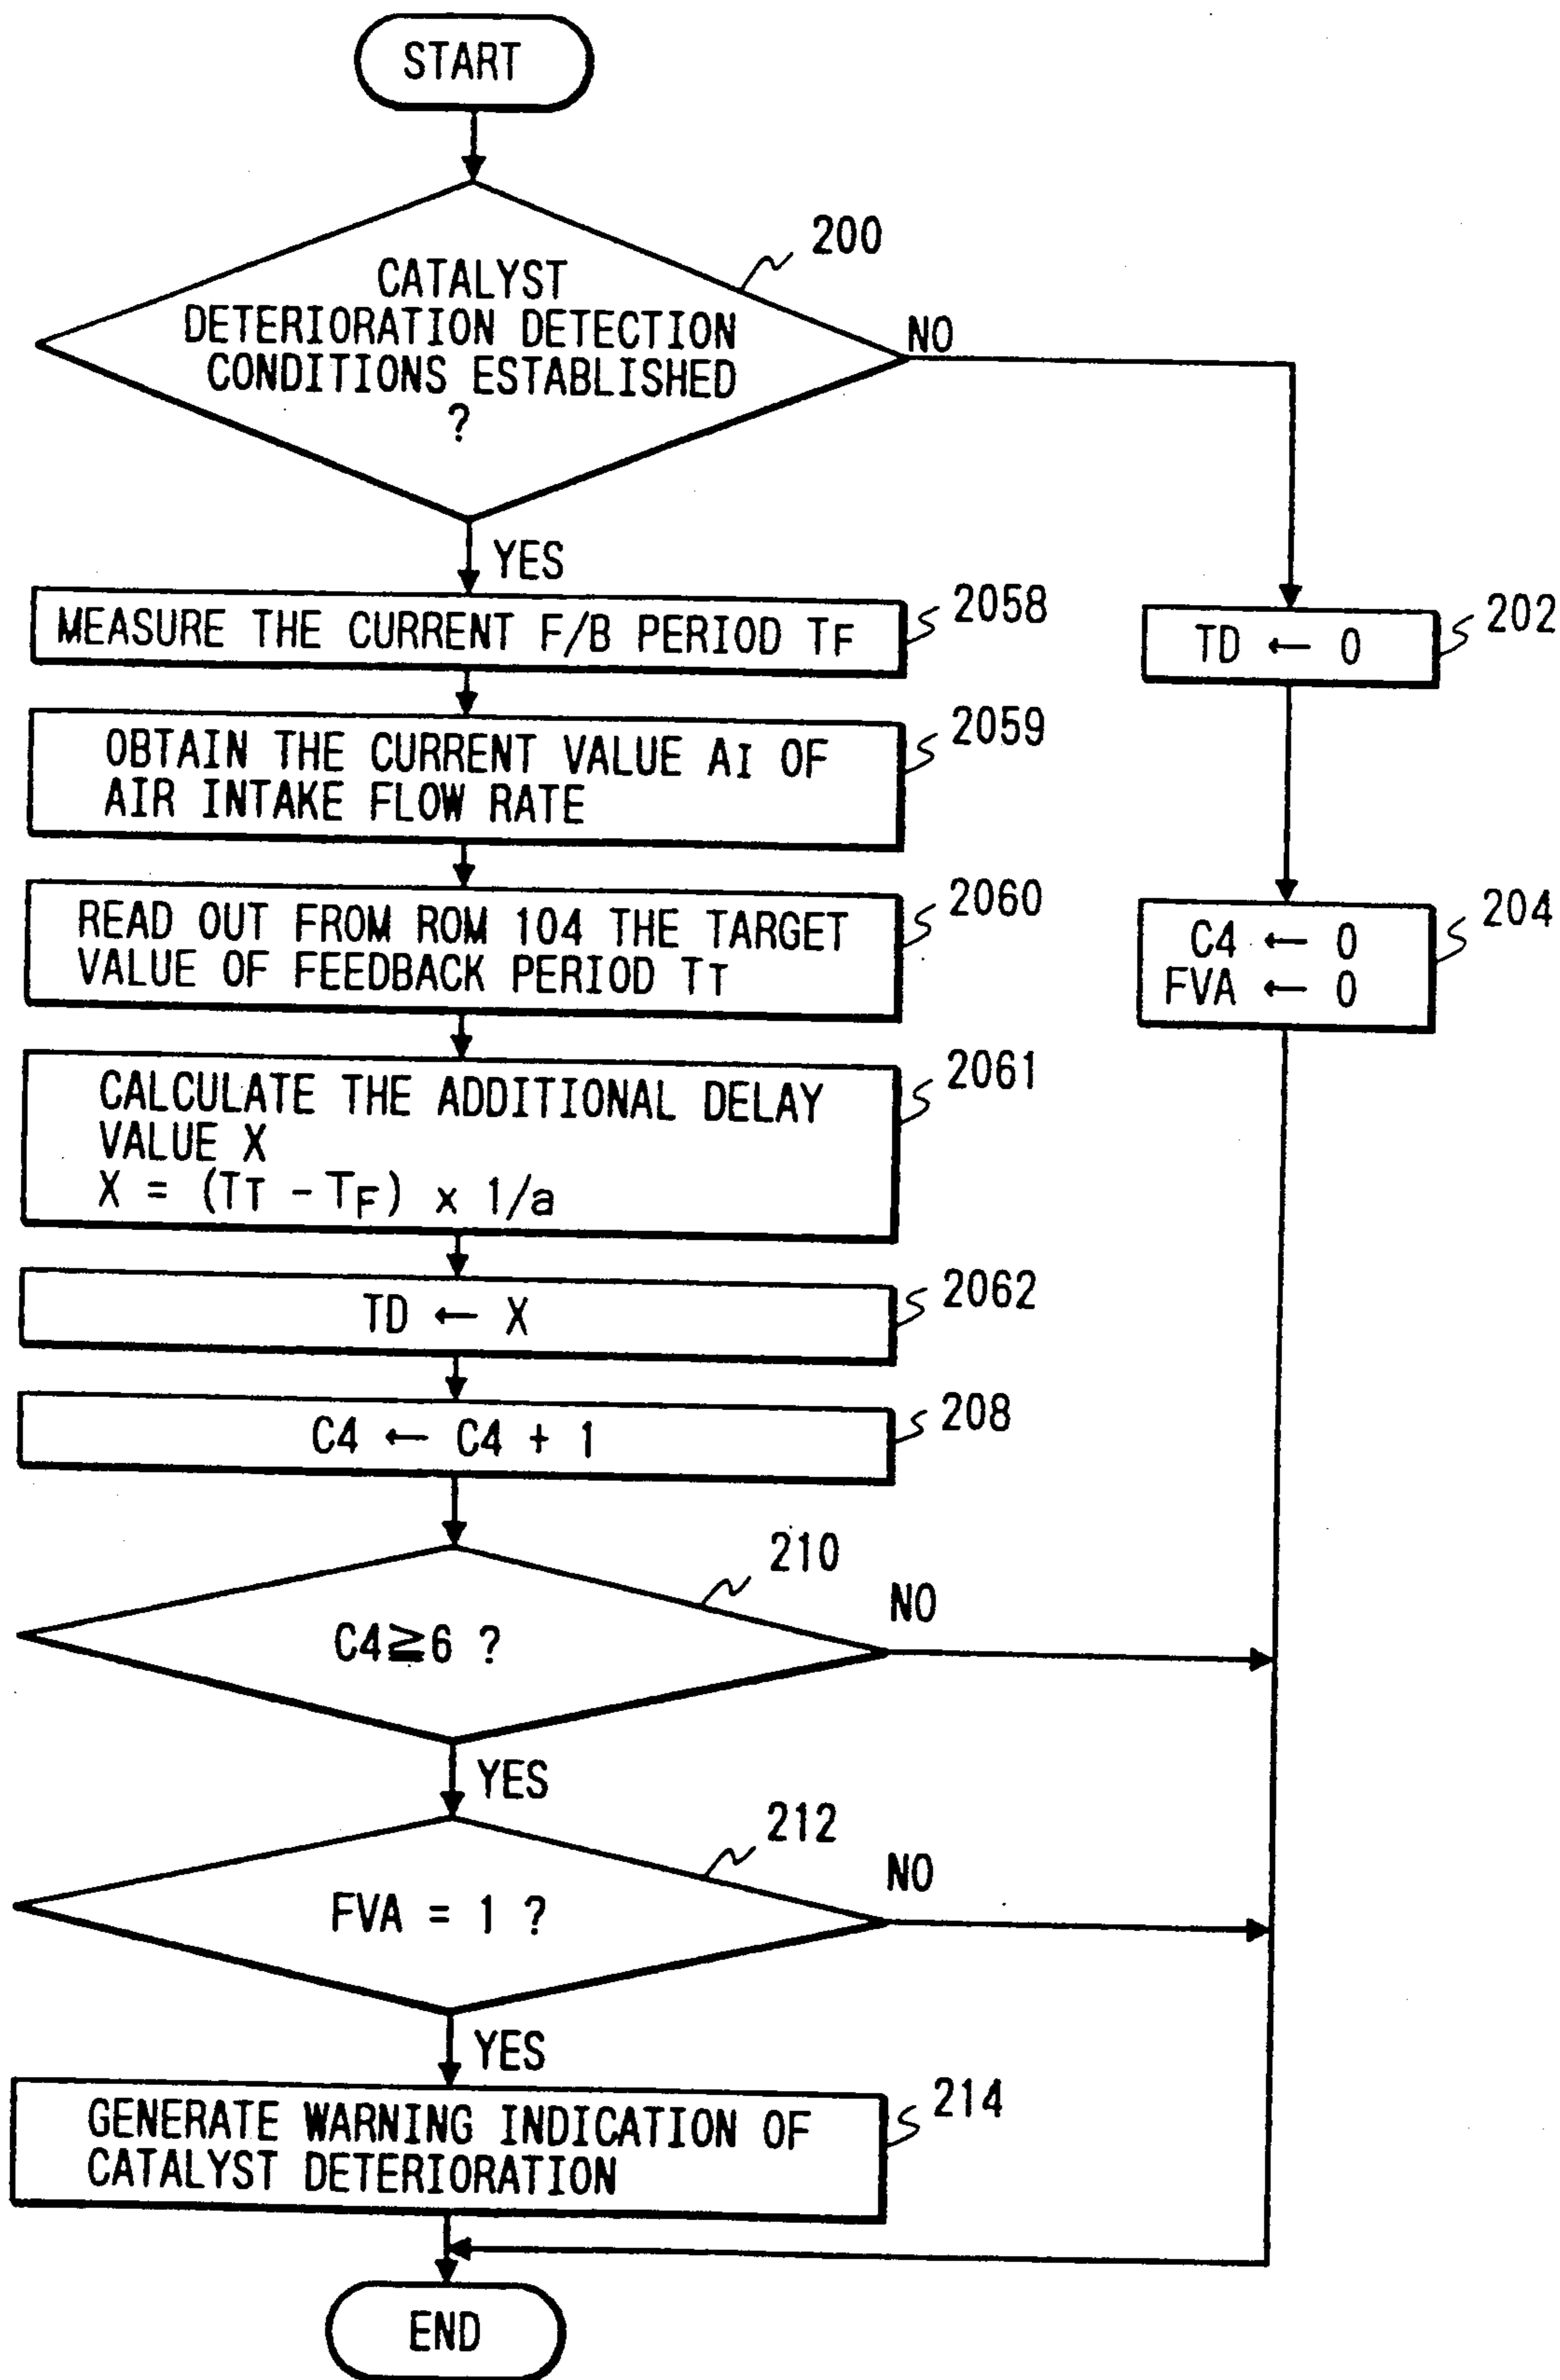 START
200
CATALYST
DETERIORATION DETECTION
CONDITIONS ESTABLISHED
?
NO
YES
MEASURE THE CURRENT F/B PERIOD TF
2058
TD ← 0
202
OBTAIN THE CURRENT VALUE AI OF
AIR INTAKE FLOW RATE
2059
READ OUT FROM ROM 104 THE TARGET
VALUE OF FEEDBACK PERIOD TT
2060
C4 ← 0
FVA ← 0
204
CALCULATE THE ADDITIONAL DELAY
VALUE X
X = (TT - TF) x 1/a
2061
TD ← X
2062
C4 ← C4 + 1
208
210
C4≧6 ?
NO
YES
212
FVA = 1 ?
NO
YES
GENERATE WARNING INDICATION OF
CATALYST DETERIORATION
214
END